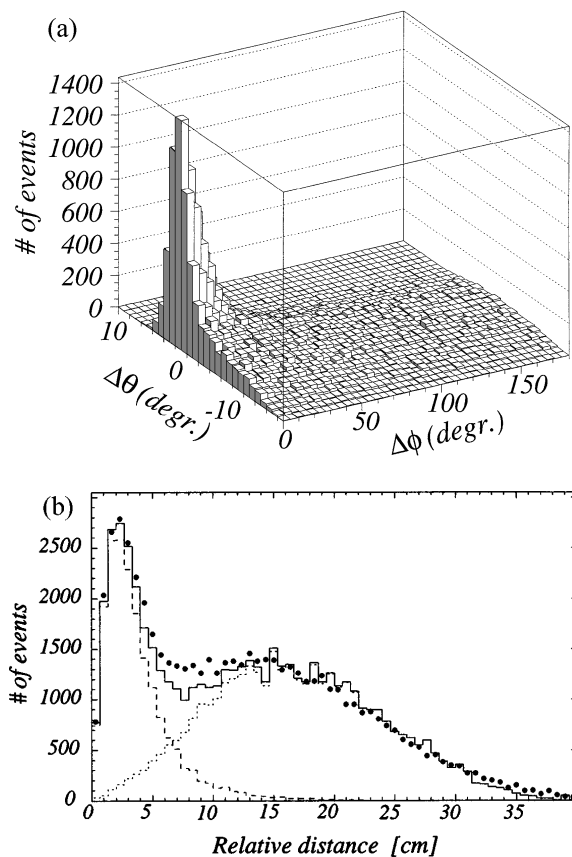 (a)
1400
1200
1000
800
600
400
200
0
# of events
10
0
-10
Δθ (degr.)
0
50
100
150
Δϕ (degr.)
(b)
2500
2000
1500
1000
500
0
# of events
0 5 10 15 20 25 30 35
Relative distance [cm]